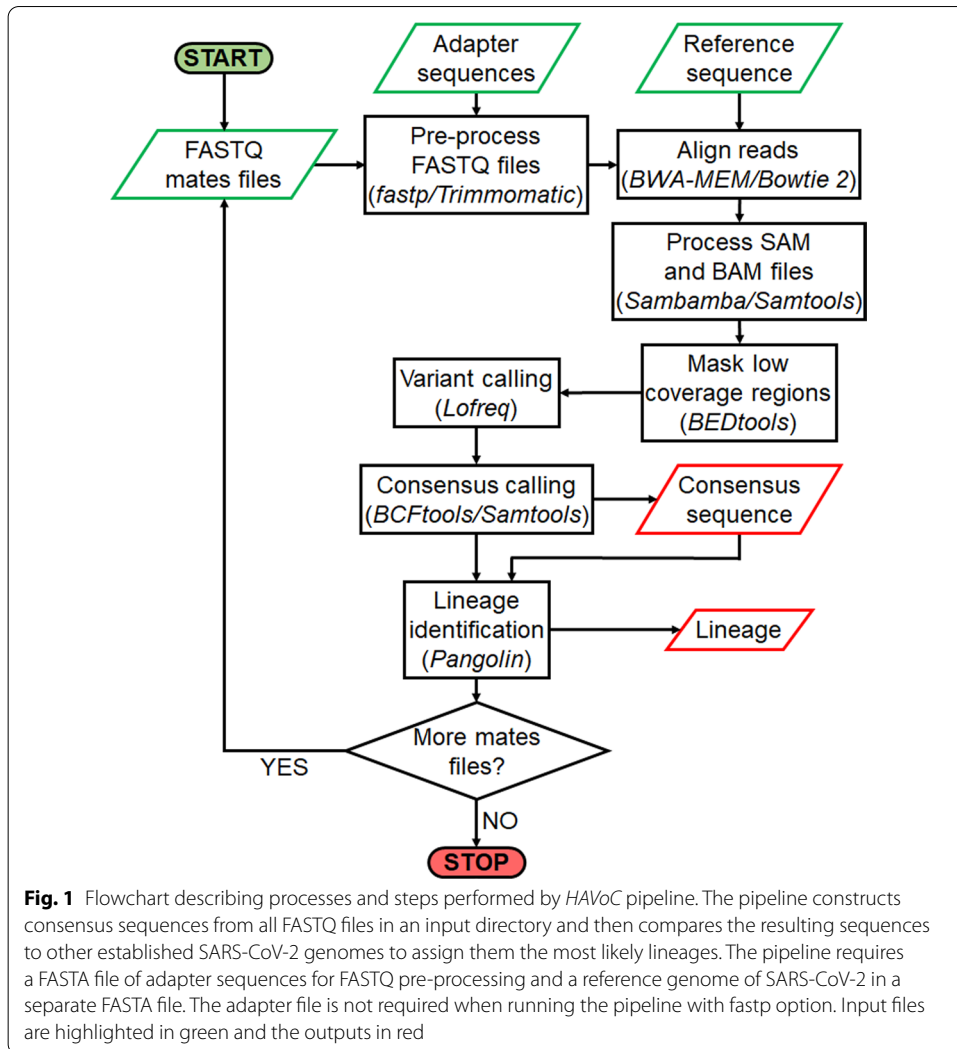 START
Adapter
sequences
Reference
sequence
FASTQ
mates files
Pre-process
FASTQ files
(fastp/Trimmomatic)
Align reads
(BWA-MEM/Bowtie 2)
Process SAM
and BAM files
(Sambamba/Samtools)
Mask low
coverage regions
(BEDtools)
Variant calling
(Lofreq)
Consensus calling
(BCFtools/Samtools)
Consensus
sequence
Lineage
identification
(Pangolin)
Lineage
More mates
files?
YES
NO
STOP
Fig. 1 Flowchart describing processes and steps performed by HAVoC pipeline. The pipeline constructs
consensus sequences from all FASTQ files in an input directory and then compares the resulting sequences
to other established SARS-CoV-2 genomes to assign them the most likely lineages. The pipeline requires
a FASTA file of adapter sequences for FASTQ pre-processing and a reference genome of SARS-CoV-2 in a
separate FASTA file. The adapter file is not required when running the pipeline with fastp option. Input files
are highlighted in green and the outputs in red